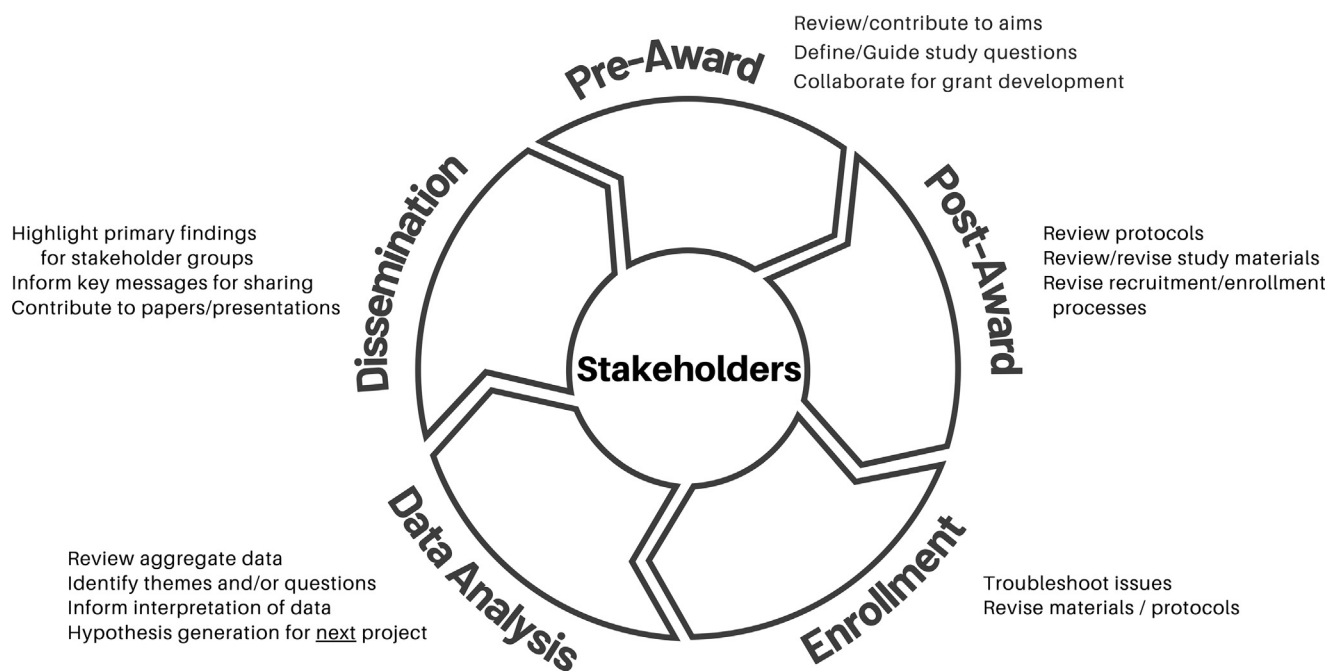 Pre-Award
Review/contribute to aims
Define/Guide study questions
Collaborate for grant development
Post-Award
Review protocols
Review/revise study materials
Revise recruitment/enrollment
processes
Enrollment
Troubleshoot issues
Revise materials / protocols
Data Analysis
Review aggregate data
Identify themes and/or questions
Inform interpretation of data
Hypothesis generation for next project
Dissemination
Highlight primary findings
for stakeholder groups
Inform key messages for sharing
Contribute to papers/presentations
Stakeholders